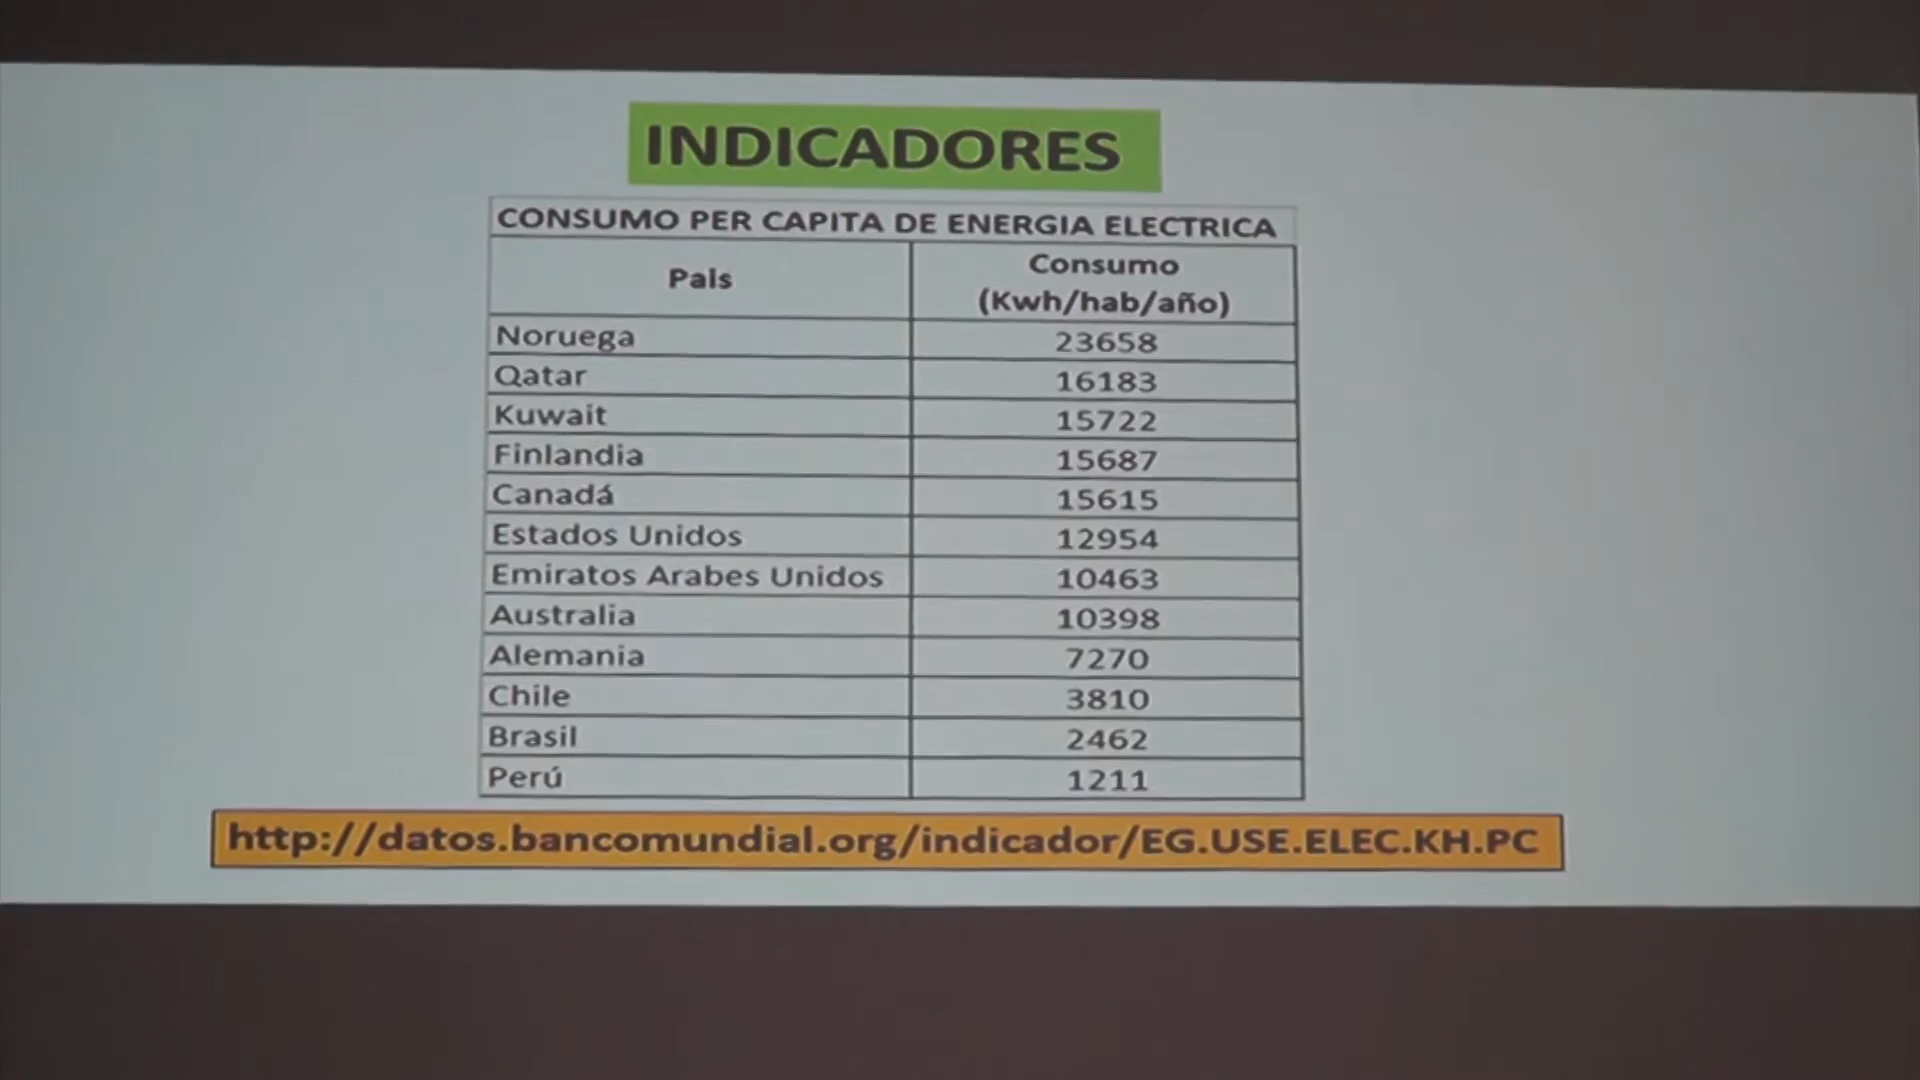 INDICADORES
CONSUMO PER CAPITA DE ENERGIA ELECTRICA
Pals Consumo
(Kwh/hab/año)
Noruega 23658
Qatar 16183
Kuwait 15722
Finlandia 15687
Canadá 15615
Estados Unidos 12954
Emiratos Arabes Unidos 10463
Australia 10398
Alemania 7270
Chile 3810
Brasil 2462
Perú 1211
http://datos.bancomundial.org/indicador/EG.USE.ELEC.KH.PC